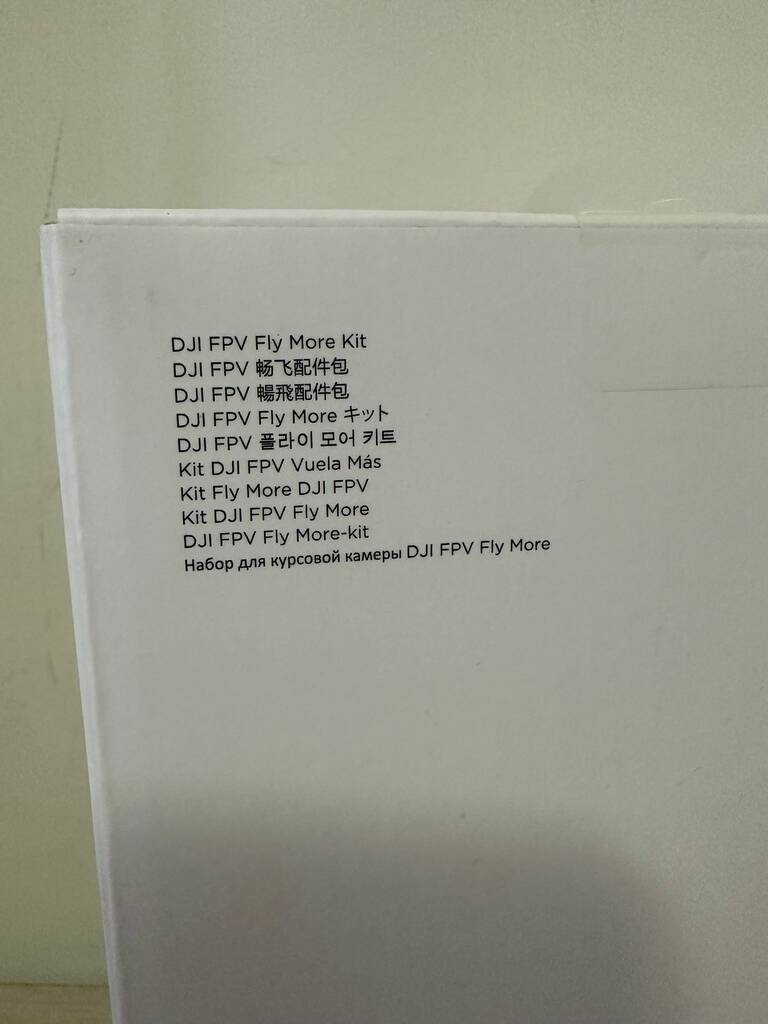 DJI FPV Fly More Kit
DJI FPV 畅飞配件包
DJI FPV 暢飛配件包
DJI FPV Fly More キット
DJI FPV 플라이 모어 키트
Kit DJI FPV Vuela Más
Kit Fly More DJI FPV
Kit DJI FPV Fly More
DJI FPV Fly More-kit
Набор для курсовой камеры DJI FPV Fly More